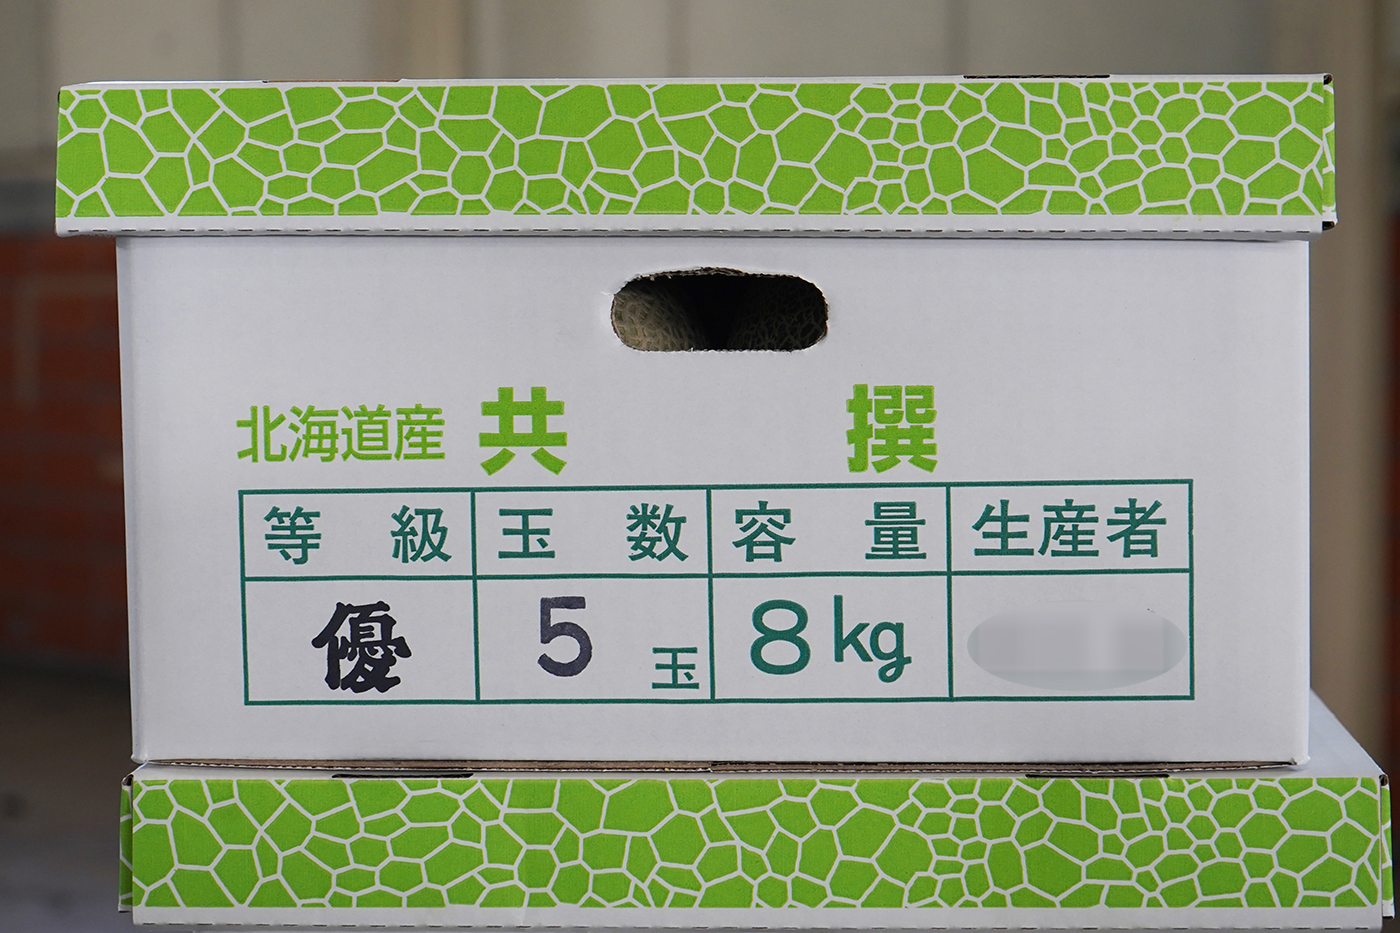 北海道産 共撰
等級 玉数 容量 生産者
優 5玉 8kg